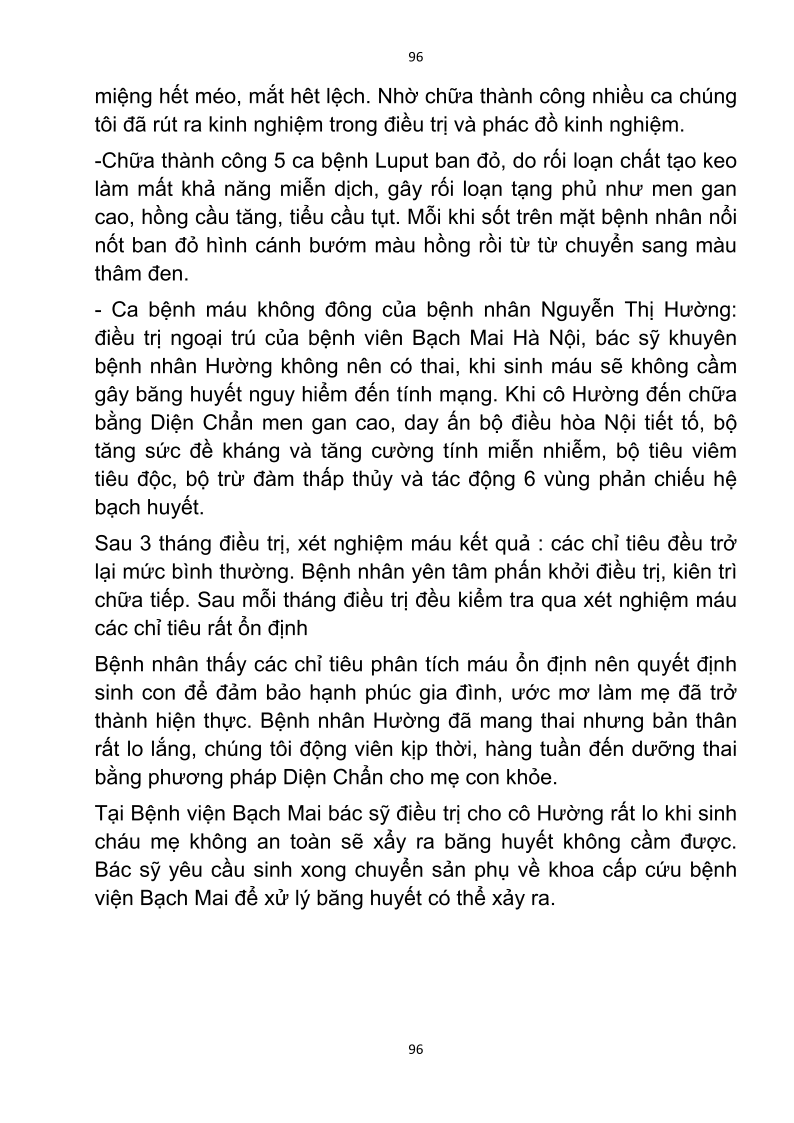 96
miệng hết méo, mắt hêt lệch. Nhờ chữa thành công nhiều ca chúng
tôi đã rút ra kinh nghiệm trong điều trị và phác đồ kinh nghiệm.
-Chữa thành công 5 ca bệnh Luput ban đỏ, do rối loạn chất tạo keo
làm mất khả năng miễn dịch, gây rối loạn tạng phủ như men gan
cao, hồng cầu tăng, tiểu cầu tụt. Mỗi khi sốt trên mặt bệnh nhân nổi
nốt ban đỏ hình cánh bướm màu hồng rồi từ từ chuyển sang màu
thâm đen.
- Ca bệnh máu không đông của bệnh nhân Nguyễn Thị Hường:
điều trị ngoại trú của bệnh viên Bạch Mai Hà Nội, bác sỹ khuyên
bệnh nhân Hường không nên có thai, khi sinh máu sẽ không cầm
gây băng huyết nguy hiểm đến tính mạng. Khi cô Hường đến chữa
bằng Diện Chẩn men gan cao, day ấn bộ điều hòa Nội tiết tố, bộ
tăng sức đề kháng và tăng cường tính miễn nhiễm, bộ tiêu viêm
tiêu độc, bộ trừ đàm thấp thủy và tác động 6 vùng phản chiếu hệ
bạch huyết.
Sau 3 tháng điều trị, xét nghiệm máu kết quả : các chỉ tiêu đều trở
lại mức bình thường. Bệnh nhân yên tâm phấn khởi điều trị, kiên trì
chữa tiếp. Sau mỗi tháng điều trị đều kiểm tra qua xét nghiệm máu
các chỉ tiêu rất ổn định
Bệnh nhân thấy các chỉ tiêu phân tích máu ổn định nên quyết định
sinh con để đảm bảo hạnh phúc gia đình, ước mơ làm mẹ đã trở
thành hiện thực. Bệnh nhân Hường đã mang thai nhưng bản thân
rất lo lắng, chúng tôi động viên kịp thời, hàng tuần đến dưỡng thai
bằng phương pháp Diện Chẩn cho mẹ con khỏe.
Tại Bệnh viện Bạch Mai bác sỹ điều trị cho cô Hường rất lo khi sinh
cháu mẹ không an toàn sẽ xẩy ra băng huyết không cầm được.
Bác sỹ yêu cầu sinh xong chuyển sản phụ về khoa cấp cứu bệnh
viện Bạch Mai để xử lý băng huyết có thể xảy ra.
96